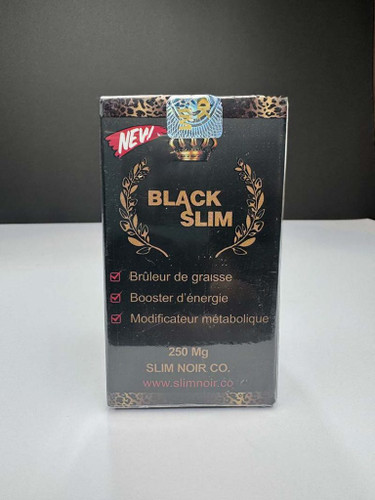 NEW
BLACK
SLIM
Brûleur de graisse
Booster d'énergie
Modificateur métabolique
250 Mg
SLIM NOIR CO.
www.slimnoir.co